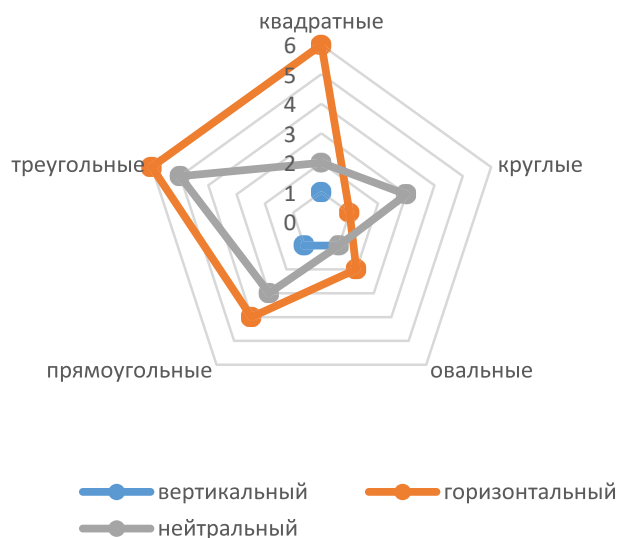 квадратные
6
5
4
3
2
1
0
треугольные
круглые
прямоугольные
овальные
вертикальный
горизонтальный
нейтральный